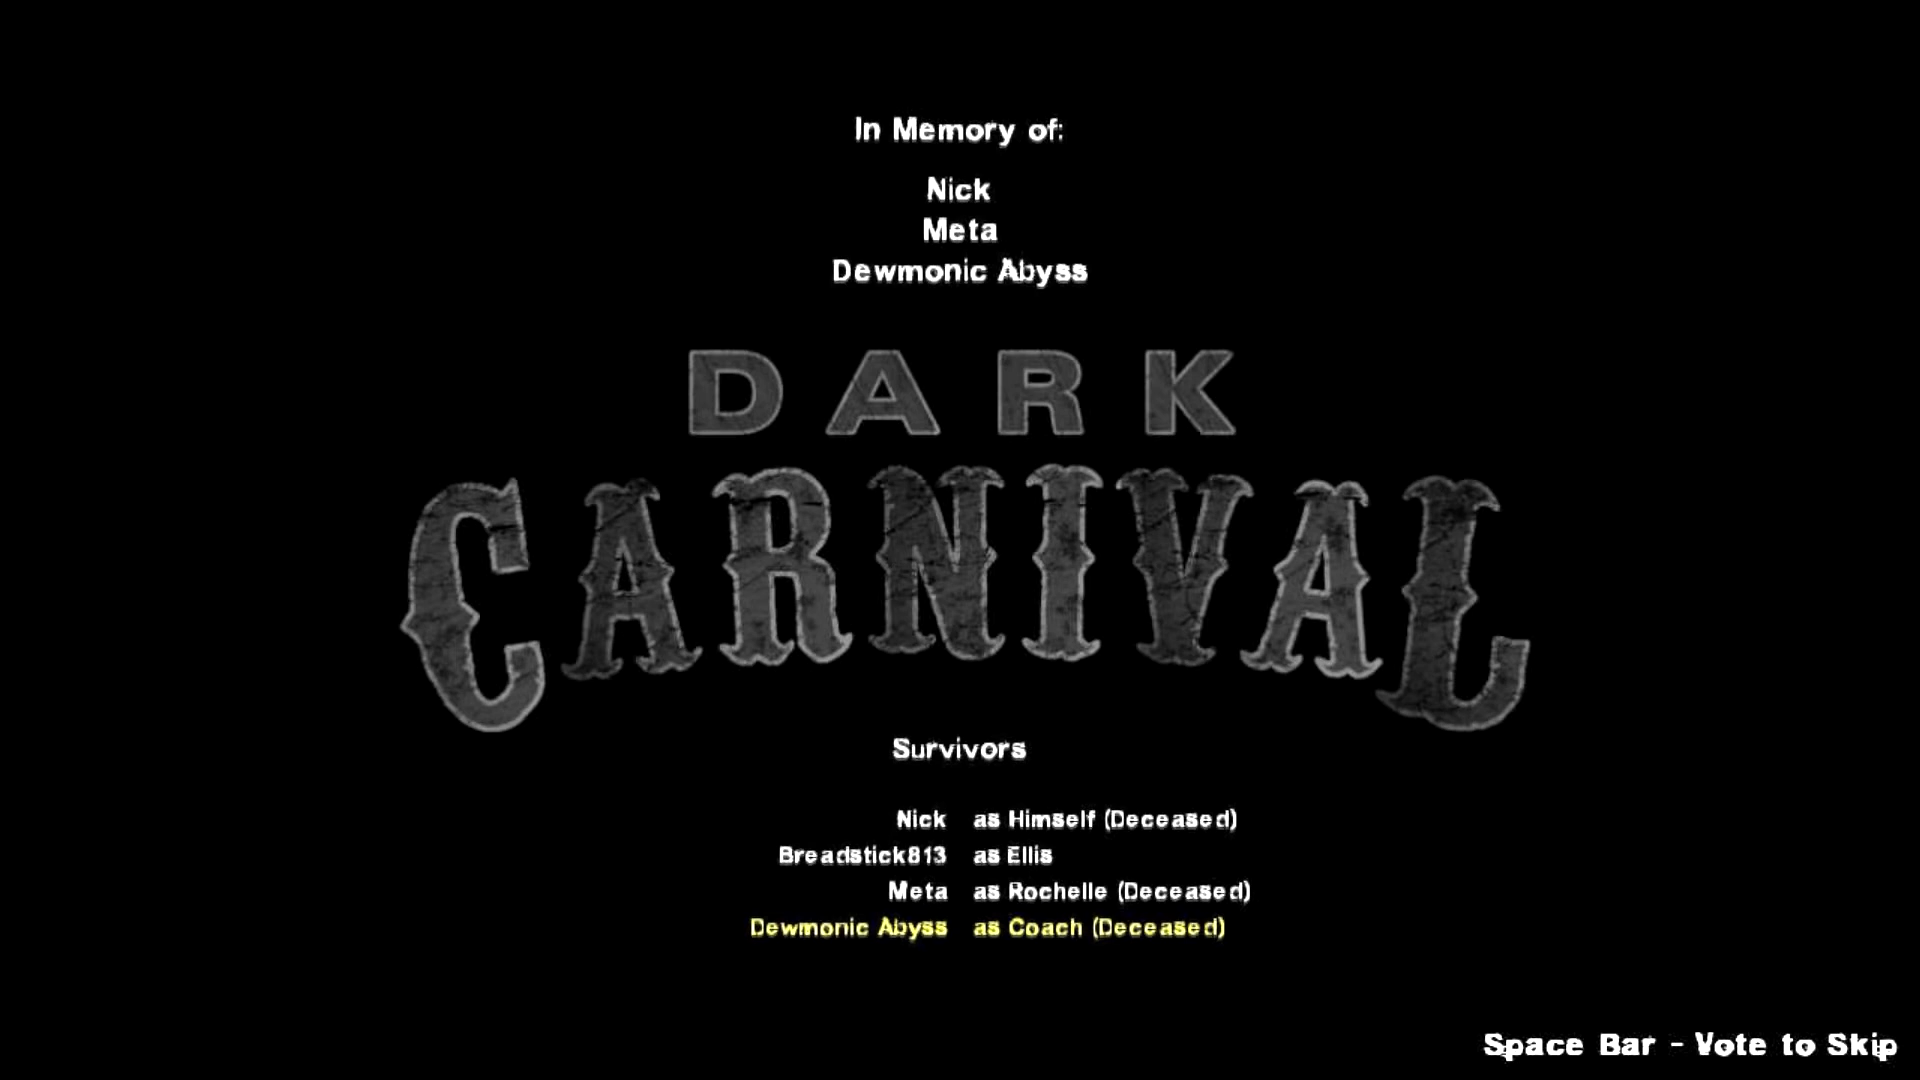 In Memory of:
Nick
Meta
Dewmonic Abyss
DARK
CARNIVAL
Survivors
Nick as Himself (Deceased)
Breadstick813 as Ellis
Meta as Rochelle (Deceased)
Dewmonic Abyss as Coach (Deceased)
Space Bar - Vote to Skip